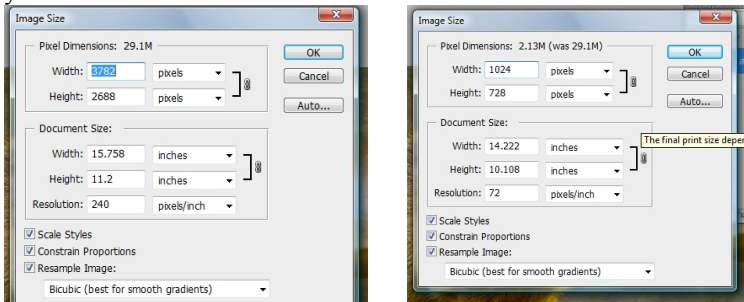 Image Size
Pixel Dimensions: 29.1M
Width: 3782 pixels
Height: 2688 pixels
OK
Cancel
Auto...
Document Size:
Width: 15.758 inches
Height: 11.2 inches
Resolution: 240 pixels/inch
Scale Styles
Constrain Proportions
Resample Image:
Bicubic (best for smooth gradients)
Image Size
Pixel Dimensions: 2.13M (was 29.1M)
Width: 1024 pixels
Height: 728 pixels
OK
Cancel
Auto...
Document Size:
The final print size depe
Width: 14.222 inches
Height: 10.108 inches
Resolution: 72 pixels/inch
Scale Styles
Constrain Proportions
Resample Image:
Bicubic (best for smooth gradients)